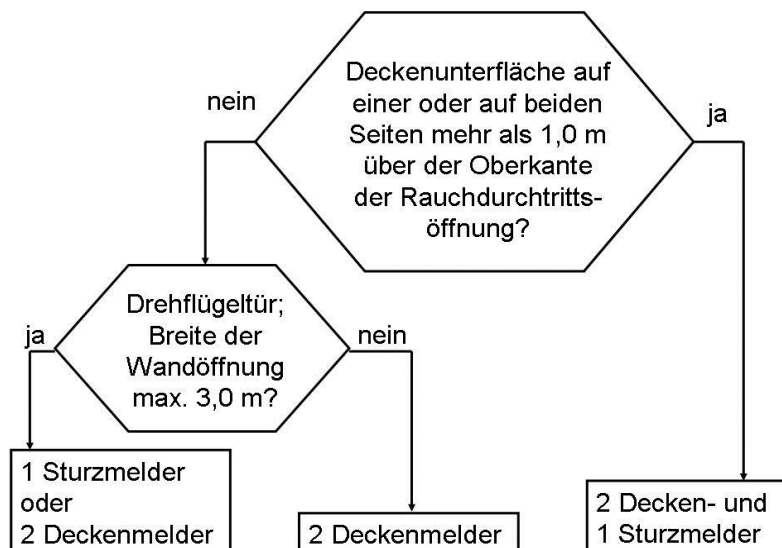 Deckenunterfläche auf
einer oder auf beiden
Seiten mehr als 1,0 m
über der Oberkante
der Rauchdurchtritts-
öffnung?
nein
ja
Drehflügeltür;
Breite der
Wandöffnung
max. 3,0 m?
ja
nein
1 Sturzmelder
oder
2 Deckenmelder
2 Deckenmelder
2 Decken- und
1 Sturzmelder